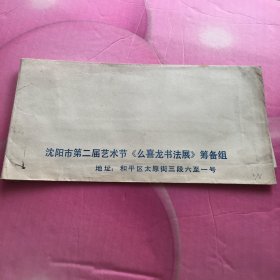 沈阳市第二届艺术节《么喜龙书法展》筹备组
地址：和平区太原街三段六至一号